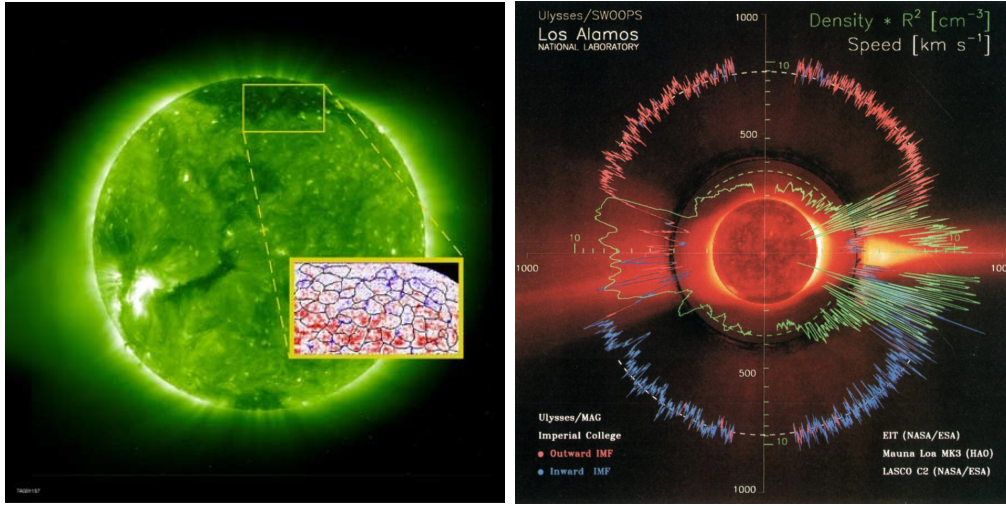 Ulysses/SWOOPS
Los Alamos
NATIONAL LABORATORY
1000
Density * R² [cm⁻³]
Speed [km s⁻¹]
10
500
10
10
1000
1000
500
10
Ulysses/MAG
Imperial College
Outward IMF
Inward IMF
EIT (NASA/ESA)
Mauna Loa MK3 (HAO)
LASCO C2 (NASA/ESA)
1000